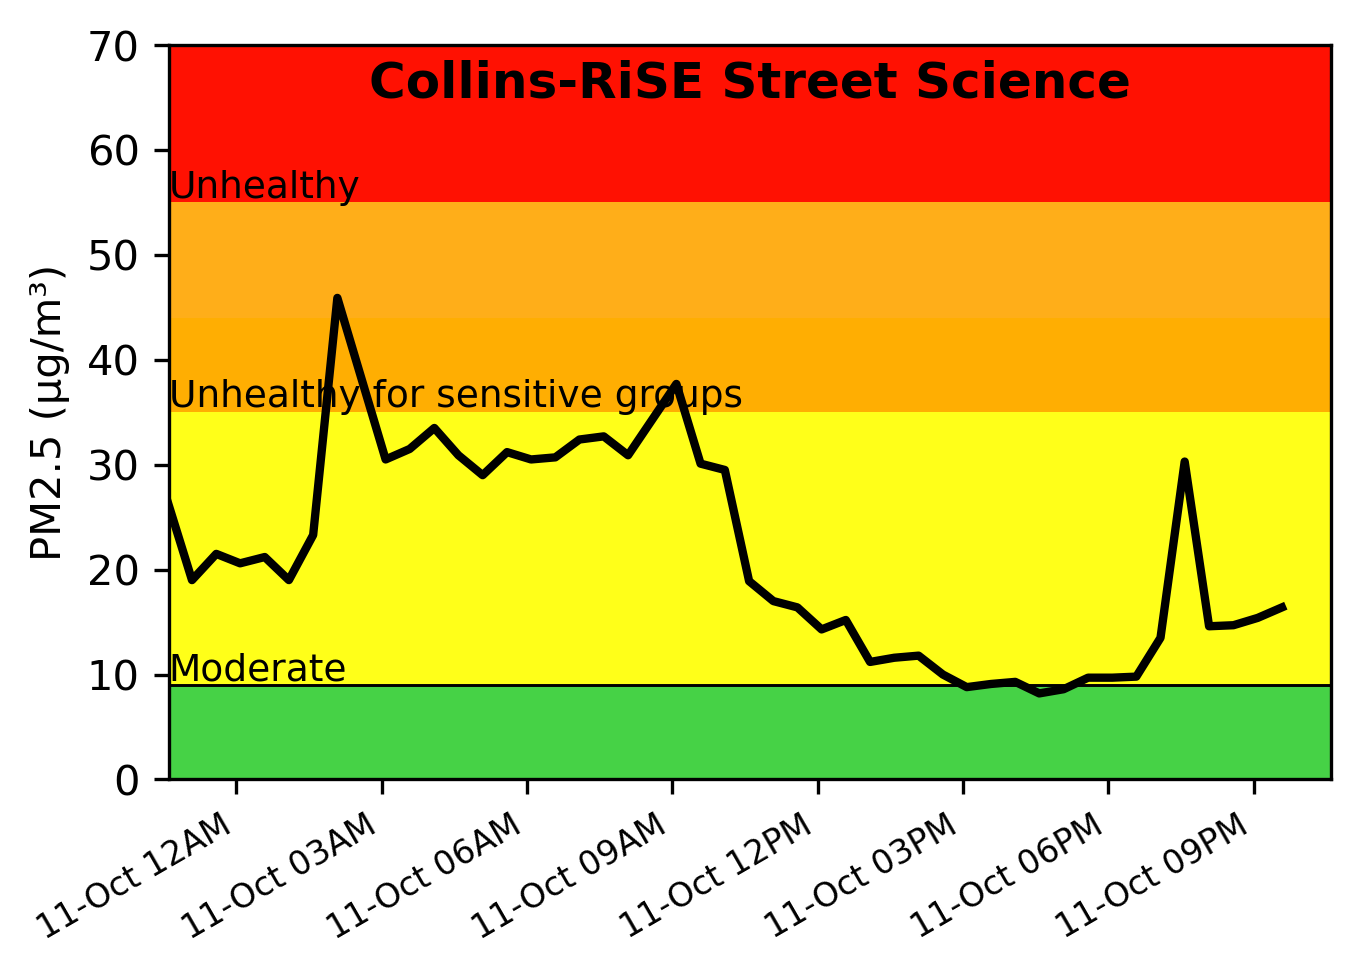 Collins-RiSE Street Science
70
60
Unhealthy
50
40
Unhealthy for sensitive groups
30
20
Moderate
10
0
PM2.5 (µg/m³)
11-Oct 12AM
11-Oct 03AM
11-Oct 06AM
11-Oct 09AM
11-Oct 12PM
11-Oct 03PM
11-Oct 06PM
11-Oct 09PM